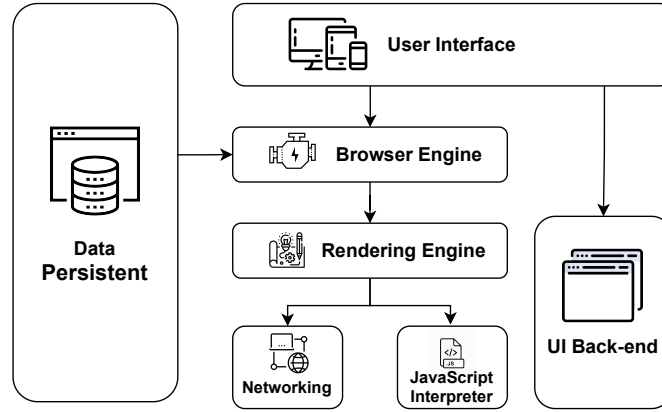 User Interface
Browser Engine
Data
Persistent
Rendering Engine
UI Back-end
Networking
</>
JS
JavaScript
Interpreter